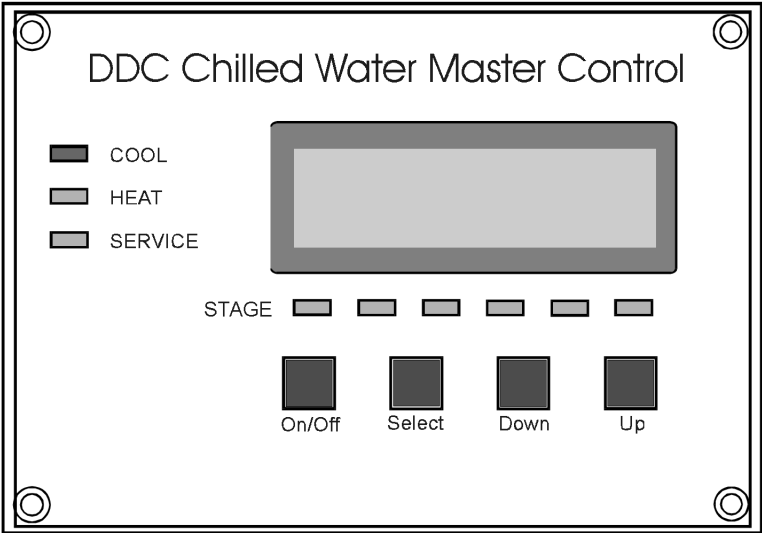 DDC Chilled Water Master Control
COOL
HEAT
SERVICE
STAGE
On/Off Select Down Up